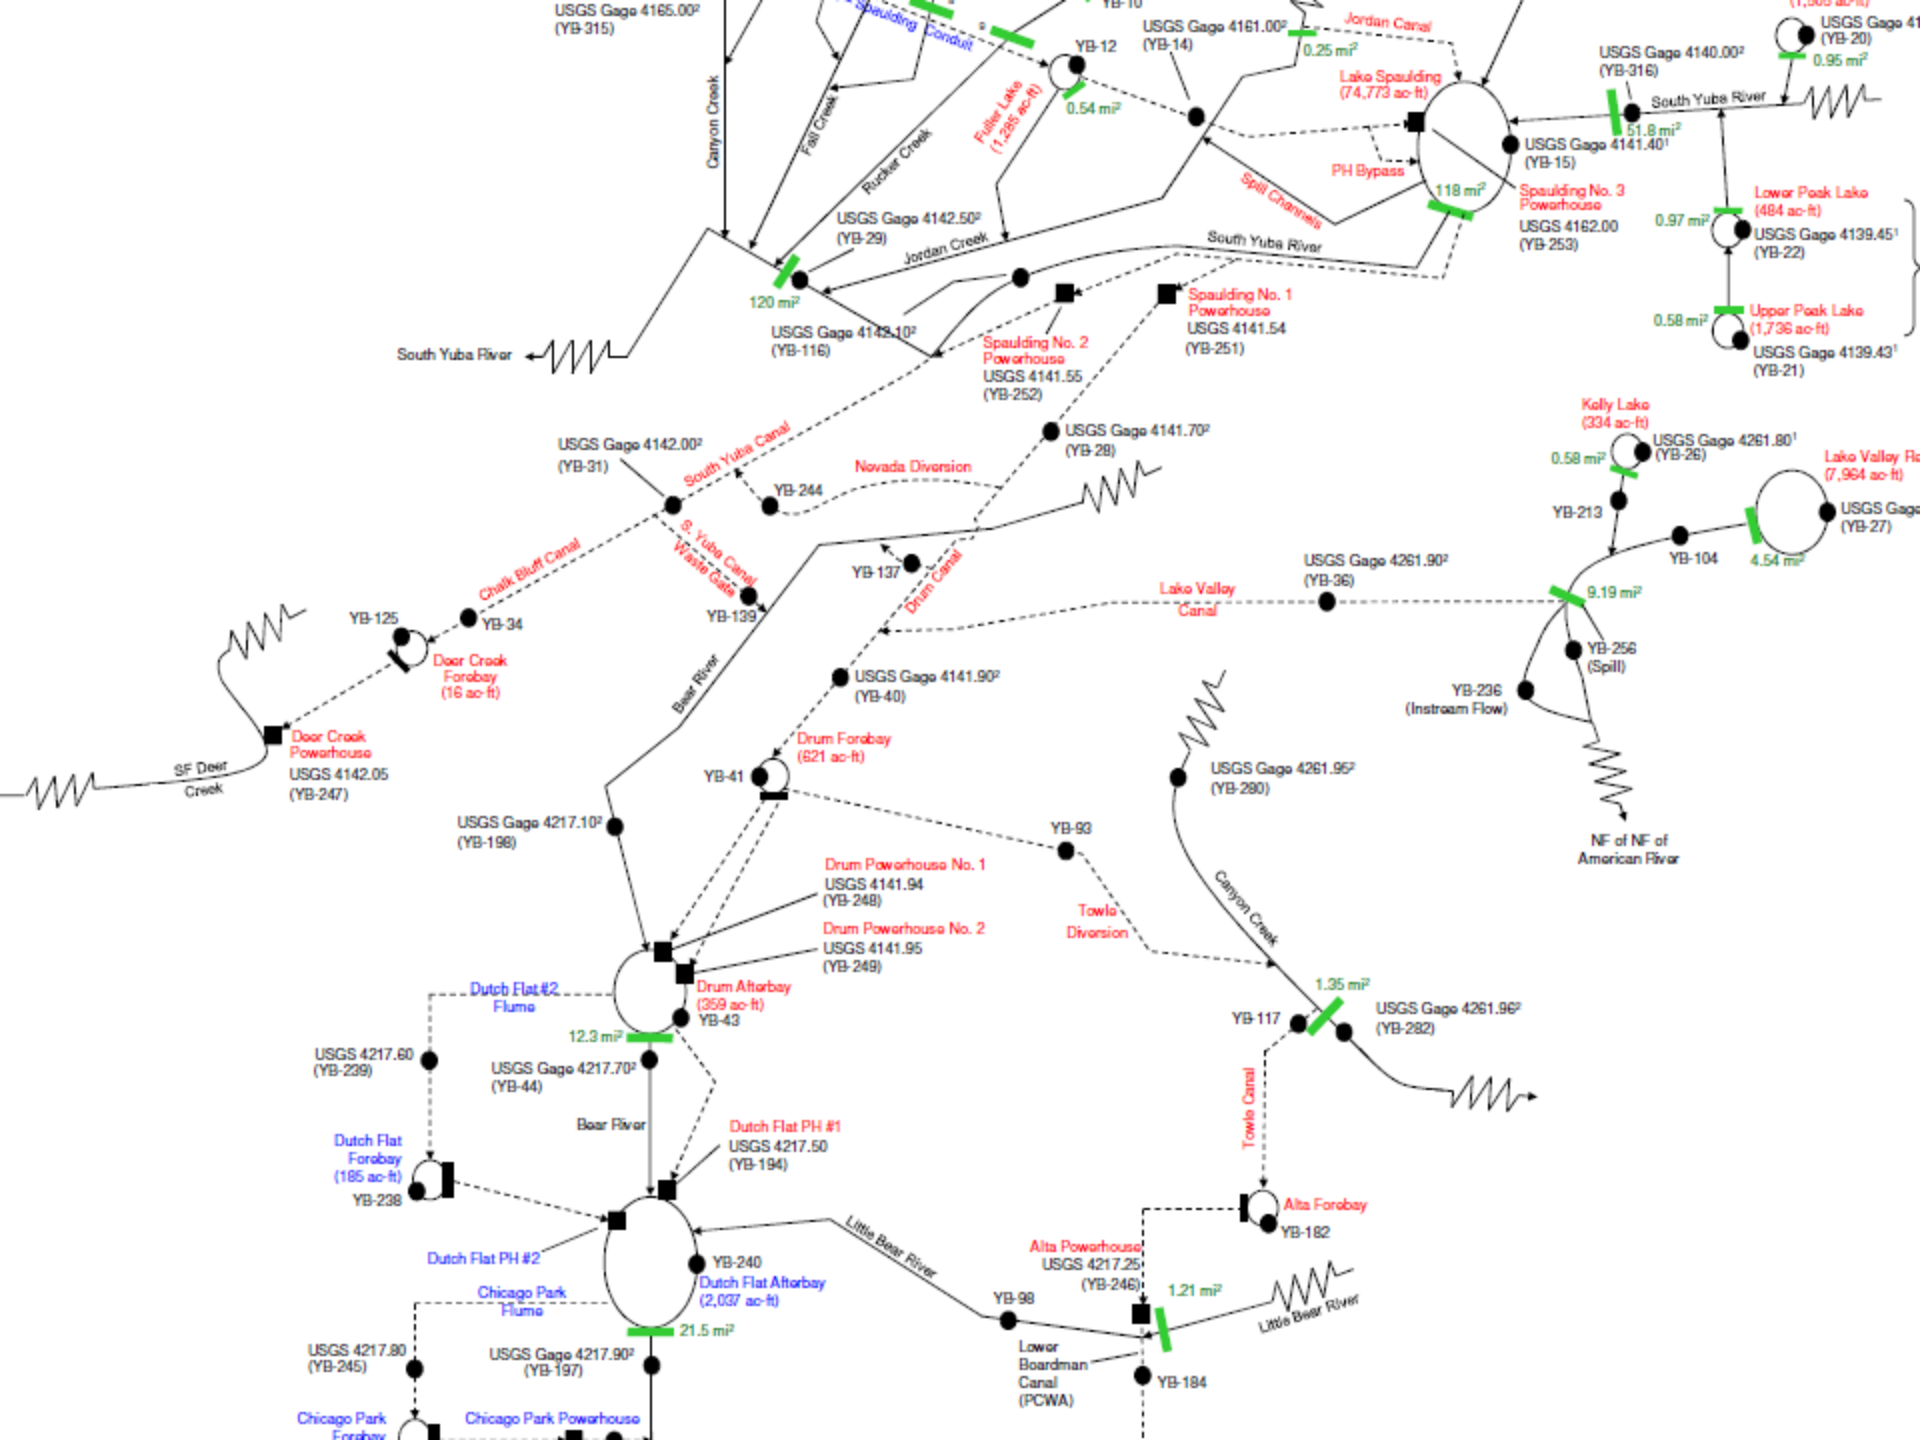 USGS Gage 4165.00²
(YB-315)
Spaulding Conduit
YB-10
YB-12
USGS Gage 4161.00²
(YB-14)
Jordan Canal
0.25 mi²
Lake Spaulding
(74,773 ac-ft)
USGS Gage 4140.00²
(YB-316)
(YB-20)
0.95 mi²
South Yuba River
51.8 mi²
USGS Gage 4141.40¹
(YB-15)
Canyon Creek
Fall Creek
Rucker Creek
Fuller Lake
(1,285 ac-ft)
0.54 mi²
PH Bypass
Spill Channels
118 mi²
Spaulding No. 3
Powerhouse
USGS 4162.00
(YB-253)
Lower Peak Lake
(484 ac-ft)
0.97 mi²
USGS Gage 4139.45¹
(YB-22)
Upper Peak Lake
(1,736 ac-ft)
0.58 mi²
USGS Gage 4139.43¹
(YB-21)
USGS Gage 4142.50²
(YB-29)
Jordan Creek
South Yuba River
120 mi²
USGS Gage 4142.10²
(YB-116)
South Yuba River
Spaulding No. 2
Powerhouse
USGS 4141.55
(YB-252)
Spaulding No. 1
Powerhouse
USGS 4141.54
(YB-251)
USGS Gage 4141.70²
(YB-28)
Kelly Lake
(334 ac-ft)
0.58 mi²
USGS Gage 4261.80¹
(YB-26)
Lake Valley Re
(7,964 ac-ft)
USGS Gage
(YB-27)
YB-213
YB-104
4.54 mi²
USGS Gage 4142.00²
(YB-31)
South Yuba Canal
Nevada Diversion
YB-244
S. Yuba Canal
Waste Gate
YB-139
YB-137
Drum Canal
Chalk Bluff Canal
YB-125
YB-34
Deer Creek
Forebay
(16 ac-ft)
Lake Valley
Canal
USGS Gage 4261.90²
(YB-36)
9.19 mi²
YB-256
(Spill)
YB-236
(Instream Flow)
NF of NF of
American River
Bear River
USGS Gage 4141.90²
(YB-40)
Deer Creek
Powerhouse
USGS 4142.05
(YB-247)
SF Deer
Creek
Drum Forebay
(621 ac-ft)
YB-41
USGS Gage 4217.10²
(YB-198)
YB-93
USGS Gage 4261.95²
(YB-280)
Canyon Creek
Towle
Diversion
Drum Powerhouse No. 1
USGS 4141.94
(YB-248)
Drum Powerhouse No. 2
USGS 4141.95
(YB-249)
Drum Afterbay
(359 ac-ft)
YB-43
Dutch Flat #2
Flume
12.3 mi²
USGS 4217.60
(YB-239)
USGS Gage 4217.70²
(YB-44)
Bear River
1.35 mi²
YB-117
USGS Gage 4261.96²
(YB-282)
Towle Canal
Dutch Flat PH #1
USGS 4217.50
(YB-194)
Dutch Flat
Forebay
(185 ac-ft)
YB-238
Dutch Flat PH #2
Alta Forebay
YB-182
Little Bear River
Alta Powerhouse
USGS 4217.25
(YB-246)
YB-240
Dutch Flat Afterbay
(2,037 ac-ft)
Chicago Park
Flume
21.5 mi²
YB-98
1.21 mi²
Little Bear River
Lower
Boardman
Canal
(PCWA)
YB-184
USGS 4217.80
(YB-245)
USGS Gage 4217.90²
(YB-197)
Chicago Park
Forebay
Chicago Park Powerhouse